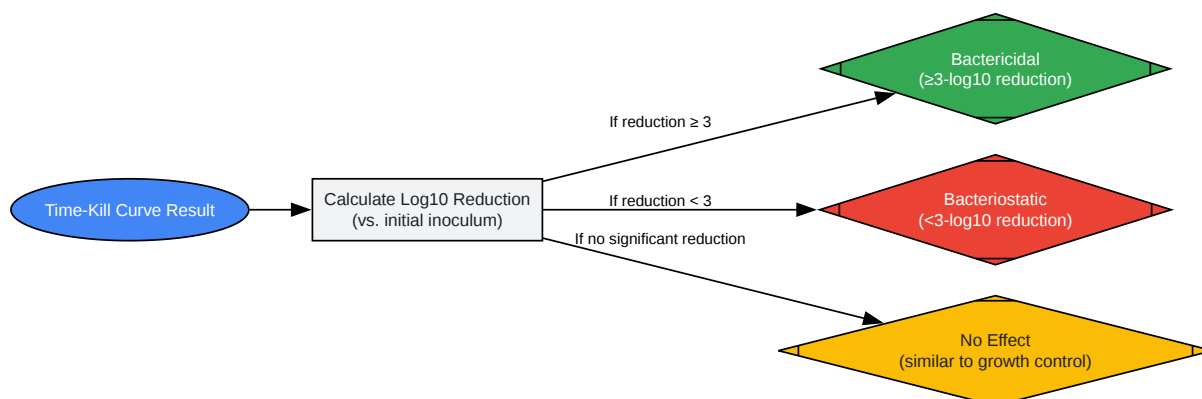 Time-Kill Curve Result
Calculate Log10 Reduction
(vs. initial inoculum)
If reduction ≥ 3
If reduction < 3
If no significant reduction
Bactericidal
(≥3-log10 reduction)
Bacteriostatic
(<3-log10 reduction)
No Effect
(similar to growth control)